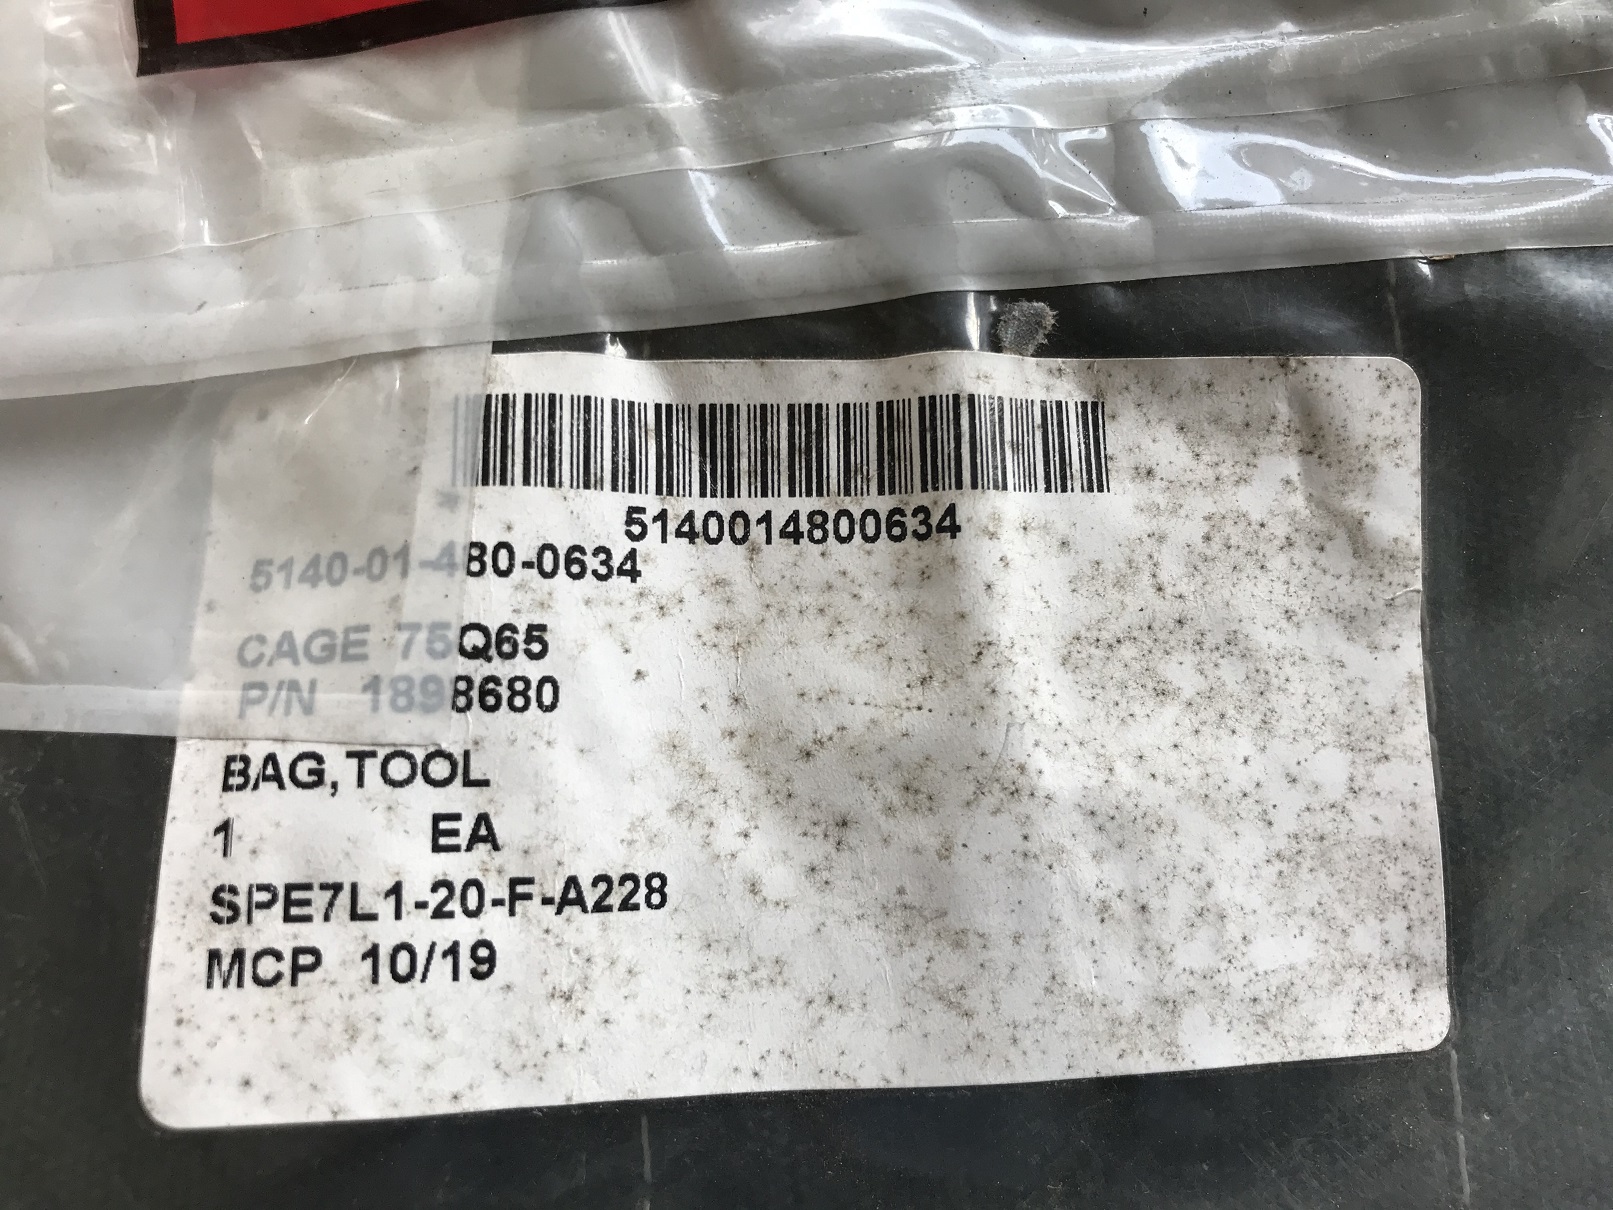 5140014800634
5140-01-480-0634
CAGE 75Q65
P/N 1898680
BAG,TOOL
1 EA
SPE7L1-20-F-A228
MCP 10/19